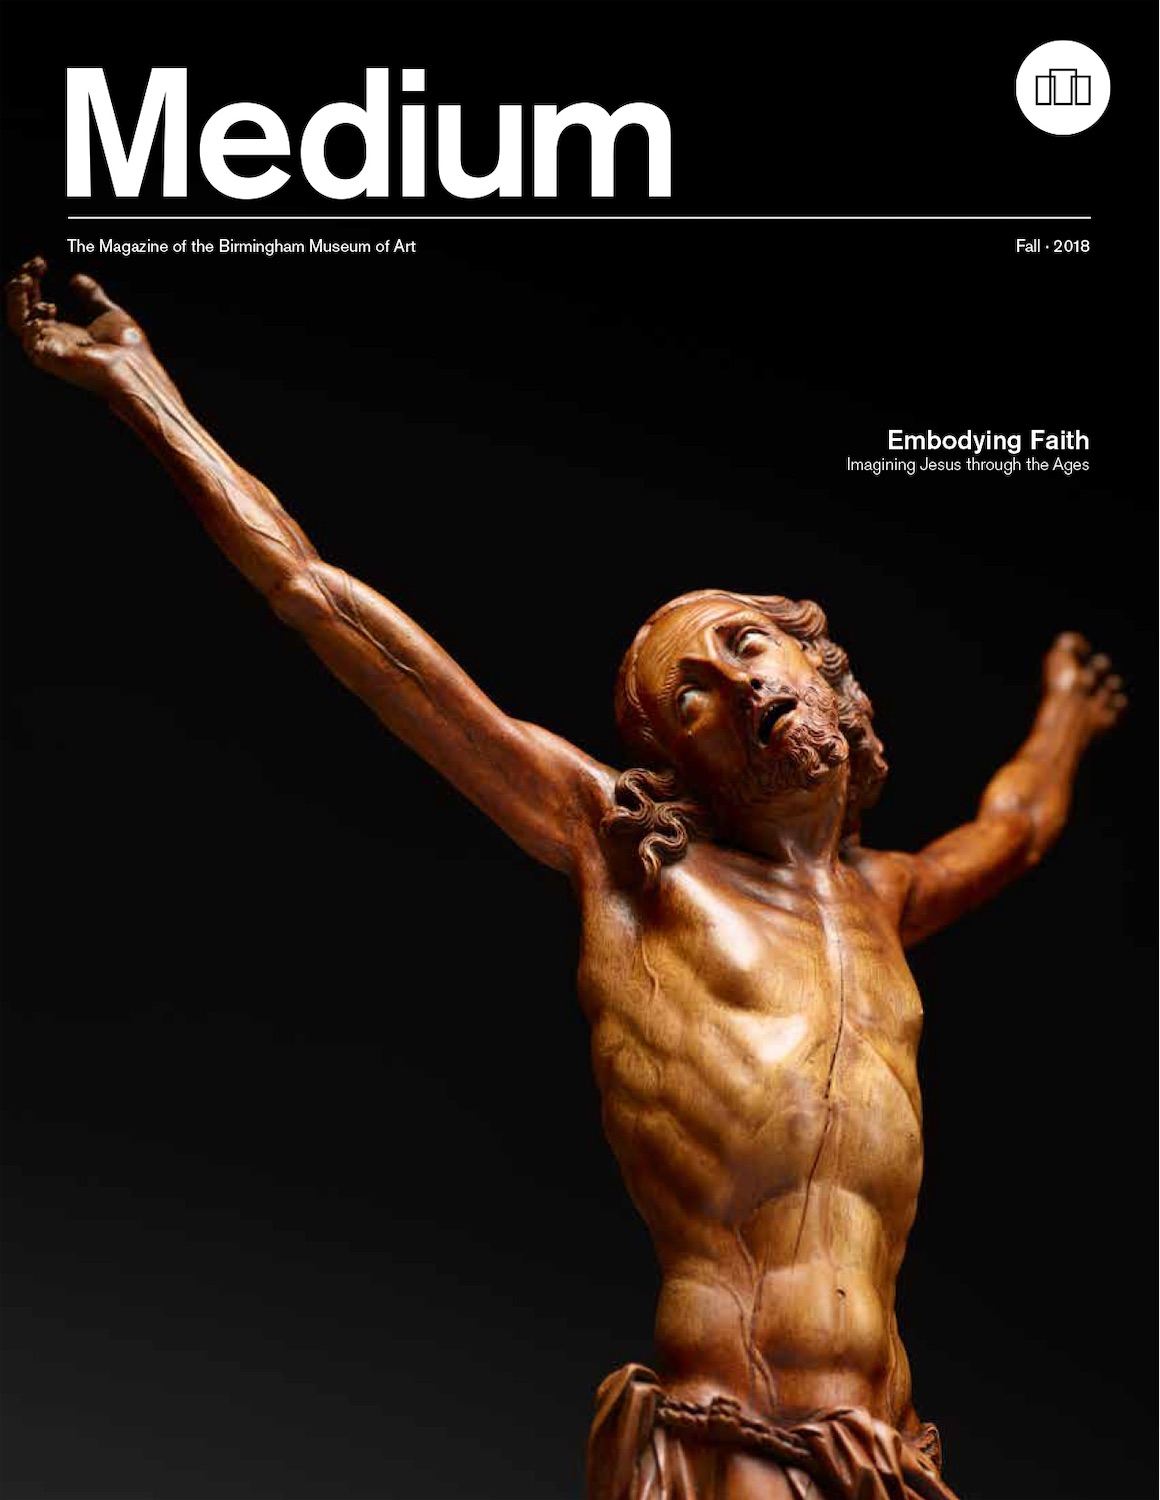 Medium
The Magazine of the Birmingham Museum of Art
Fall · 2018
Embodying Faith
Imagining Jesus through the Ages